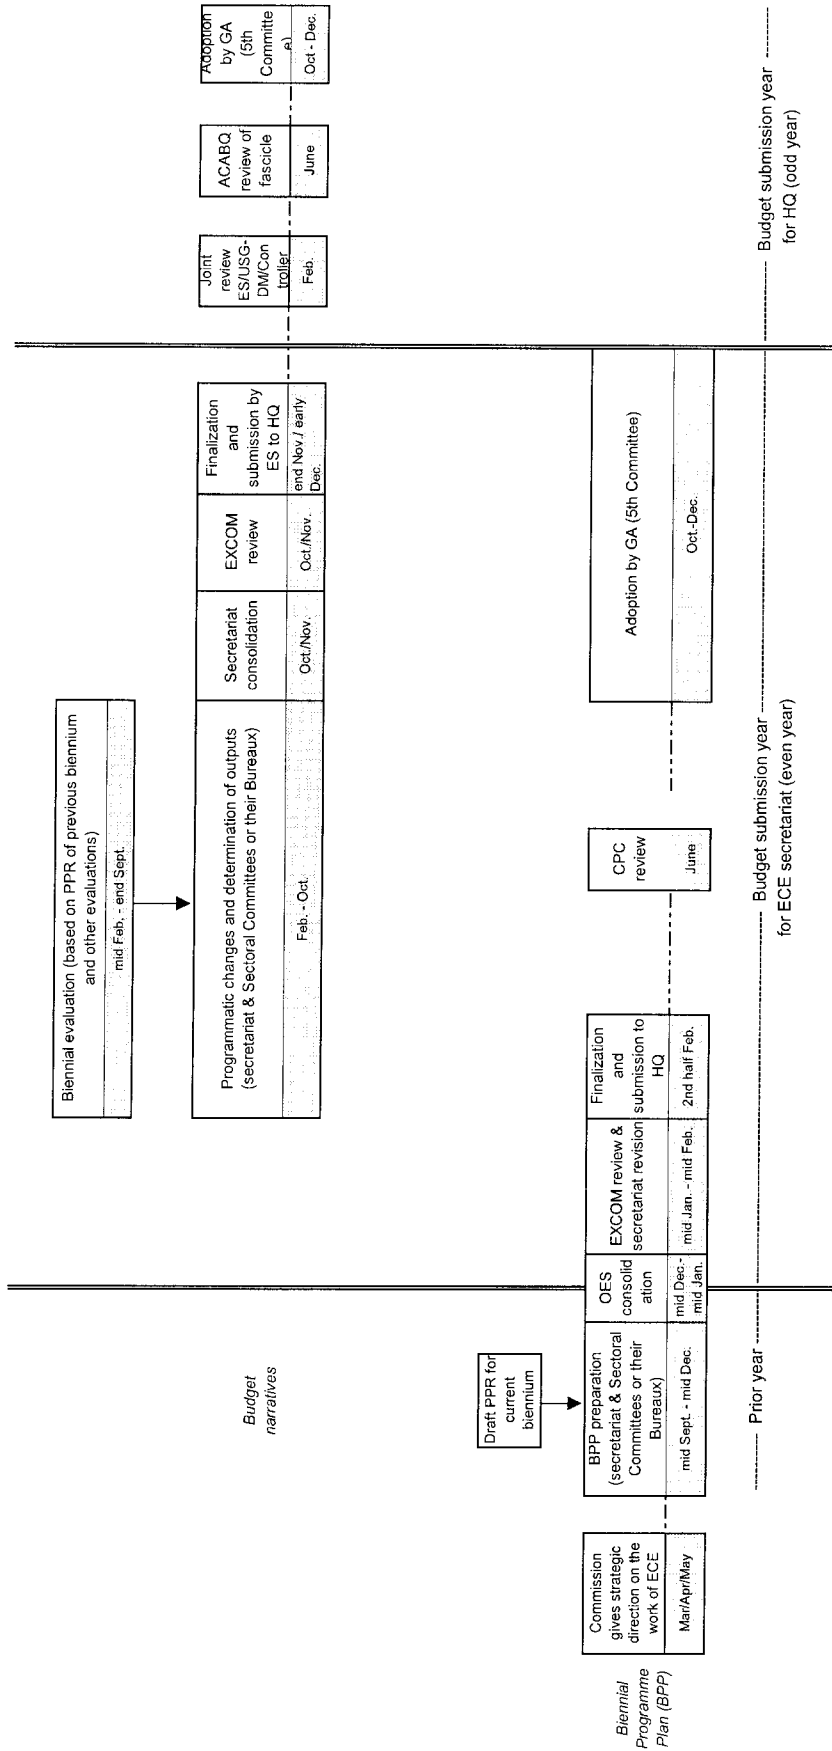 Biennial evaluation (based on PPR of previous biennium
and other evaluations)
mid Feb. - end Sept.
Budget
narratives
Programmatic changes and determination of outputs
(secretariat & Sectoral Committees or their Bureaux)
Feb. - Oct.
Secretariat
consolidation
Oct./Nov.
EXCOM
review
Oct./Nov.
Finalization
and
submission by
ES to HQ
end Nov./ early
Dec.
Joint
review
ES/USG-
DM/Con
troller
Feb.
ACABQ
review of
fascicle
June
Adoption
by GA
(5th
Committe
e)
Oct - Dec.
Draft PPR for
current
biennium
Biennial
Programme
Plan (BPP)
Commission
gives strategic
direction on the
work of ECE
Mar/Apr/May
BPP preparation
(secretariat & Sectoral
Committees or their
Bureaux)
mid Sept. - mid Dec.
OES
consolid
ation
mid Dec.-
mid Jan.
EXCOM review &
secretariat revision
mid Jan. - mid Feb.
Finalization
and
submission to
HQ
2nd half Feb.
CPC
review
June
Adoption by GA (5th Committee)
Oct.-Dec.
Prior year
Budget submission year
for ECE secretariat (even year)
Budget submission year
for HQ (odd year)